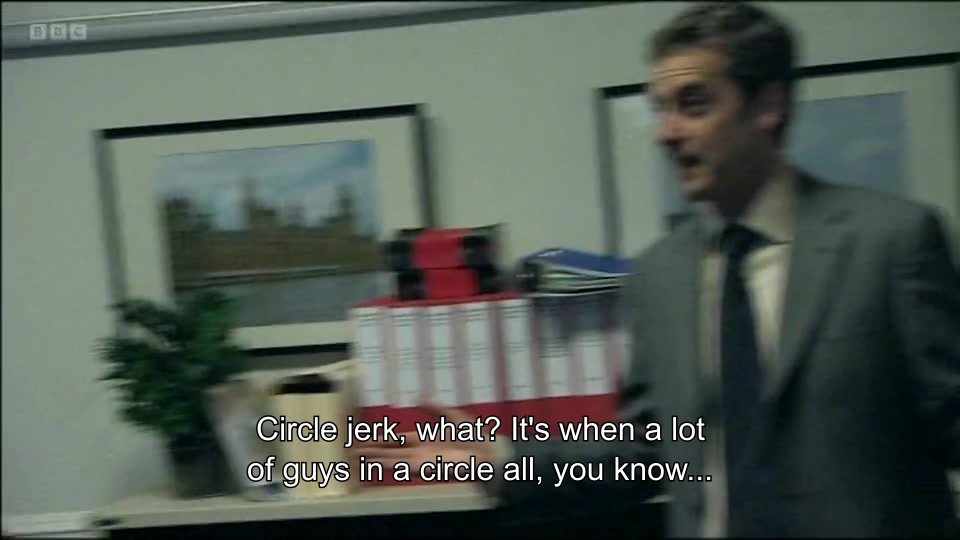 BBC
Circle jerk, what? It's when a lot
of guys in a circle all, you know...